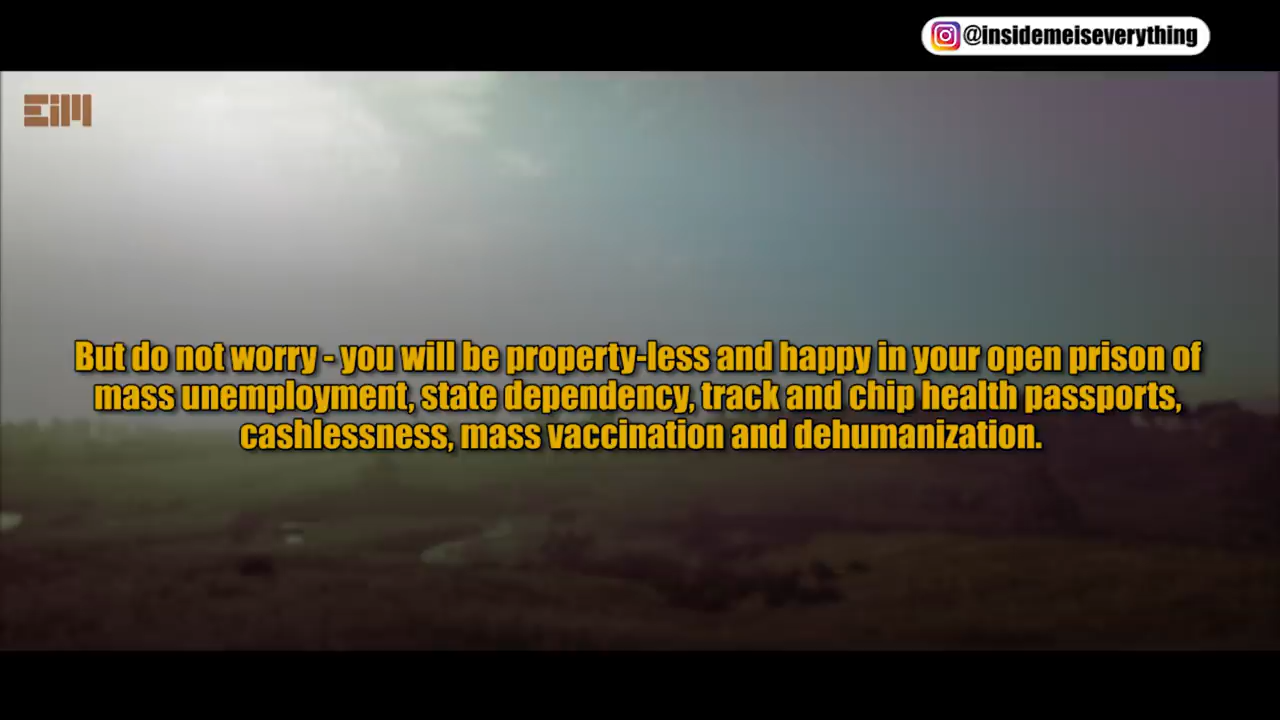 @insidemeiseverything
EiM
But do not worry - you will be property-less and happy in your open prison of
mass unemployment, state dependency, track and chip health passports,
cashlessness, mass vaccination and dehumanization.